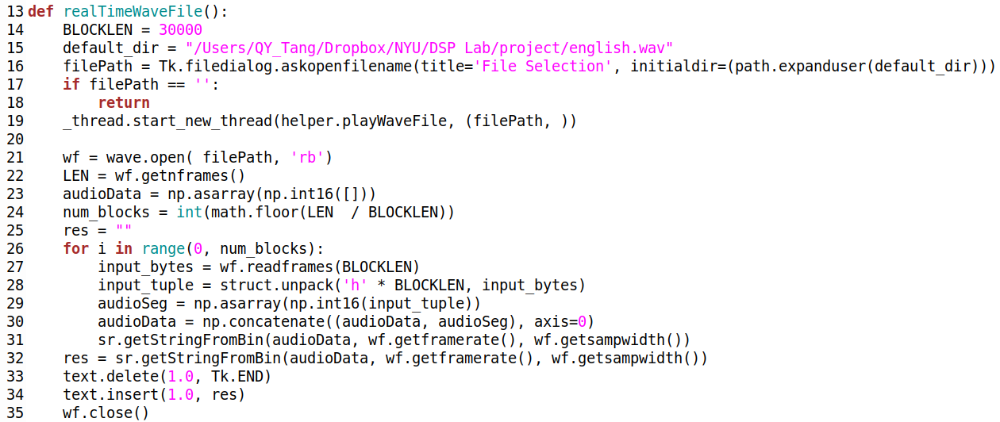 13 def realTimeWaveFile():
14     BLOCKLEN = 30000
15     default_dir = "/Users/QY_Tang/Dropbox/NYU/DSP Lab/project/english.wav"
16     filePath = Tk.filedialog.askopenfilename(title='File Selection', initialdir=(path.expanduser(default_dir)))
17     if filePath == '':
18         return
19     _thread.start_new_thread(helper.playWaveFile, (filePath, ))
20
21     wf = wave.open( filePath, 'rb')
22     LEN = wf.getnframes()
23     audioData = np.asarray(np.int16([]))
24     num_blocks = int(math.floor(LEN  / BLOCKLEN))
25     res = ""
26     for i in range(0, num_blocks):
27         input_bytes = wf.readframes(BLOCKLEN)
28         input_tuple = struct.unpack('h' * BLOCKLEN, input_bytes)
29         audioSeg = np.asarray(np.int16(input_tuple))
30         audioData = np.concatenate((audioData, audioSeg), axis=0)
31         sr.getStringFromBin(audioData, wf.getframerate(), wf.getsampwidth())
32     res = sr.getStringFromBin(audioData, wf.getframerate(), wf.getsampwidth())
33     text.delete(1.0, Tk.END)
34     text.insert(1.0, res)
35     wf.close()